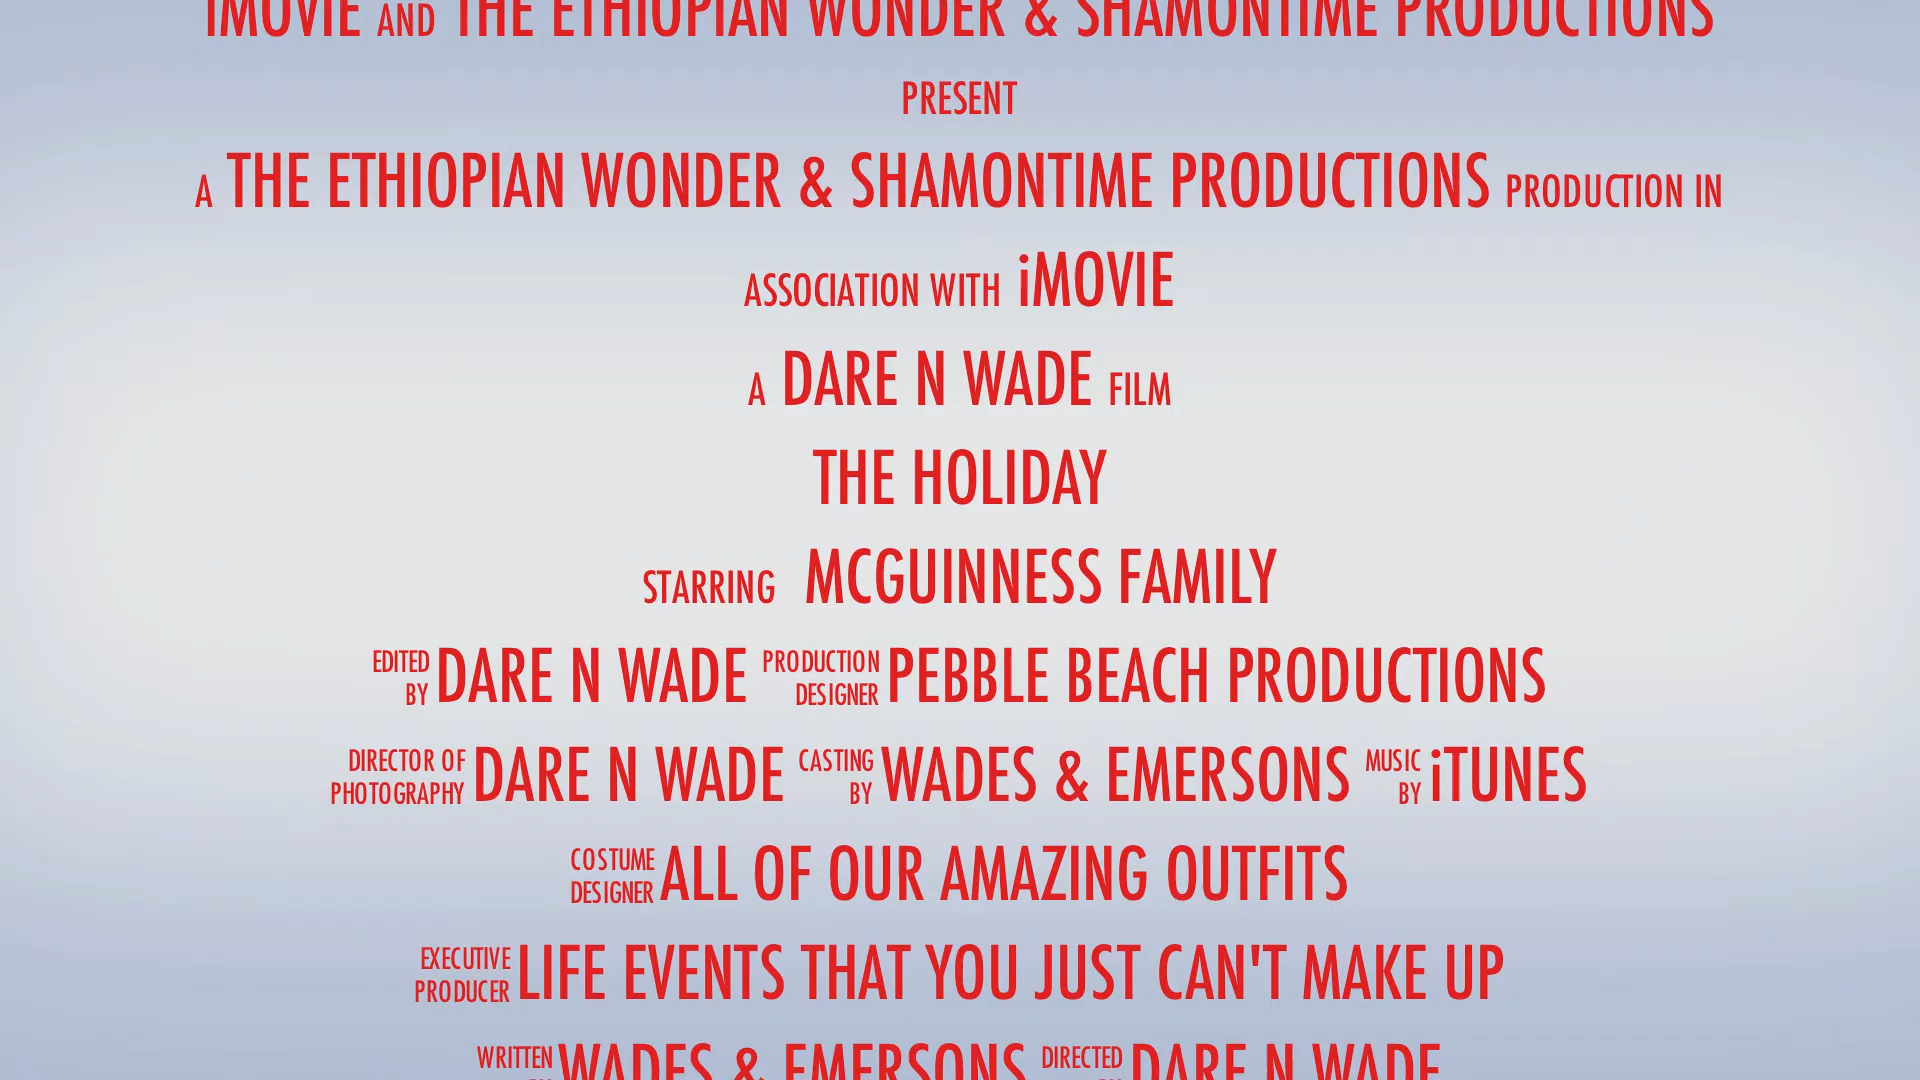 iMOVIE AND THE ETHIOPIAN WONDER & SHAMONTIME PRODUCTIONS
PRESENT
A THE ETHIOPIAN WONDER & SHAMONTIME PRODUCTIONS PRODUCTION IN
ASSOCIATION WITH iMOVIE
A DARE N WADE FILM
THE HOLIDAY
STARRING MCGUINNESS FAMILY
EDITED BY DARE N WADE PRODUCTION DESIGNER PEBBLE BEACH PRODUCTIONS
DIRECTOR OF PHOTOGRAPHY DARE N WADE CASTING BY WADES & EMERSONS MUSIC BY iTUNES
COSTUME DESIGNER ALL OF OUR AMAZING OUTFITS
EXECUTIVE PRODUCER LIFE EVENTS THAT YOU JUST CAN'T MAKE UP
WRITTEN BY WADES & EMERSONS DIRECTED BY DARE N WADE